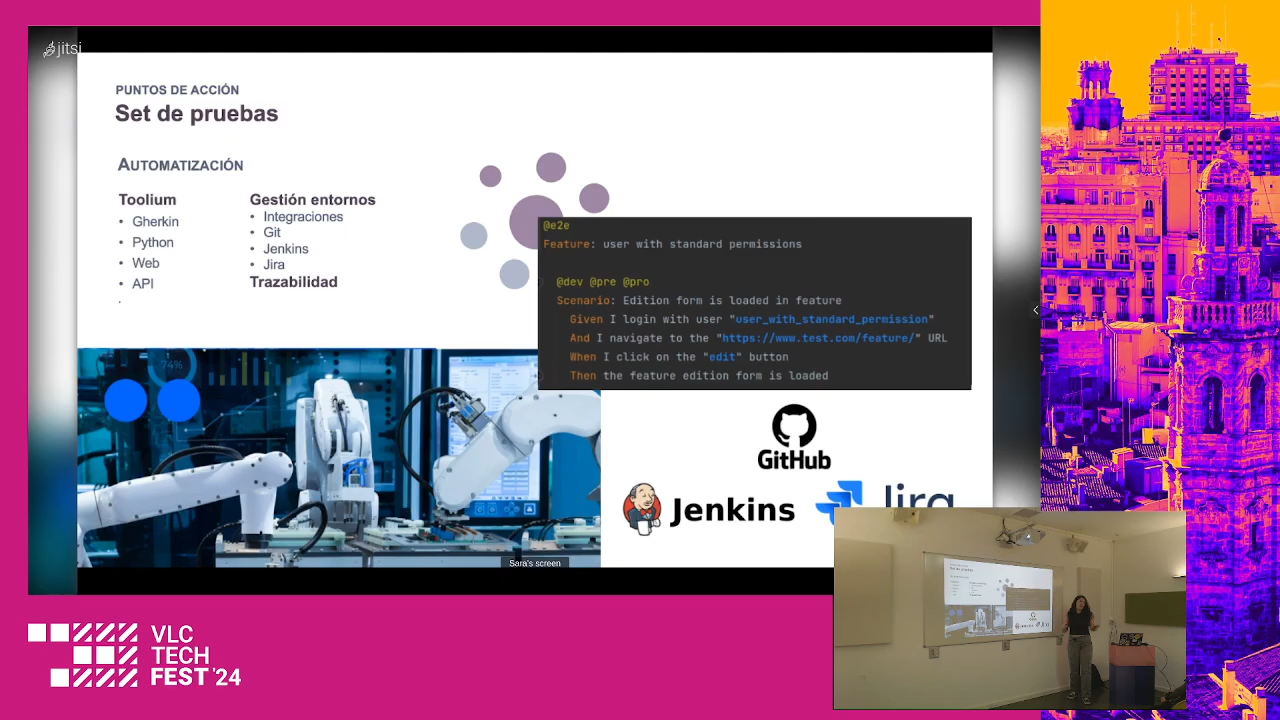 jitsi
PUNTOS DE ACCIÓN
Set de pruebas
AUTOMATIZACIÓN
Toolium
• Gherkin
• Python
• Web
• API
•
Gestión entornos
• Integraciones
• Git
• Jenkins
• Jira
Trazabilidad
@e2e
Feature: user with standard permissions
@dev @pre @pro
Scenario: Edition form is loaded in feature
Given I login with user "user_with_standard_permission"
And I navigate to the "https://www.test.com/feature/" URL
When I click on the "edit" button
Then the feature edition form is loaded
74%
GitHub
Jenkins
Jira
Sara's screen
VLC
TECH
FEST '24